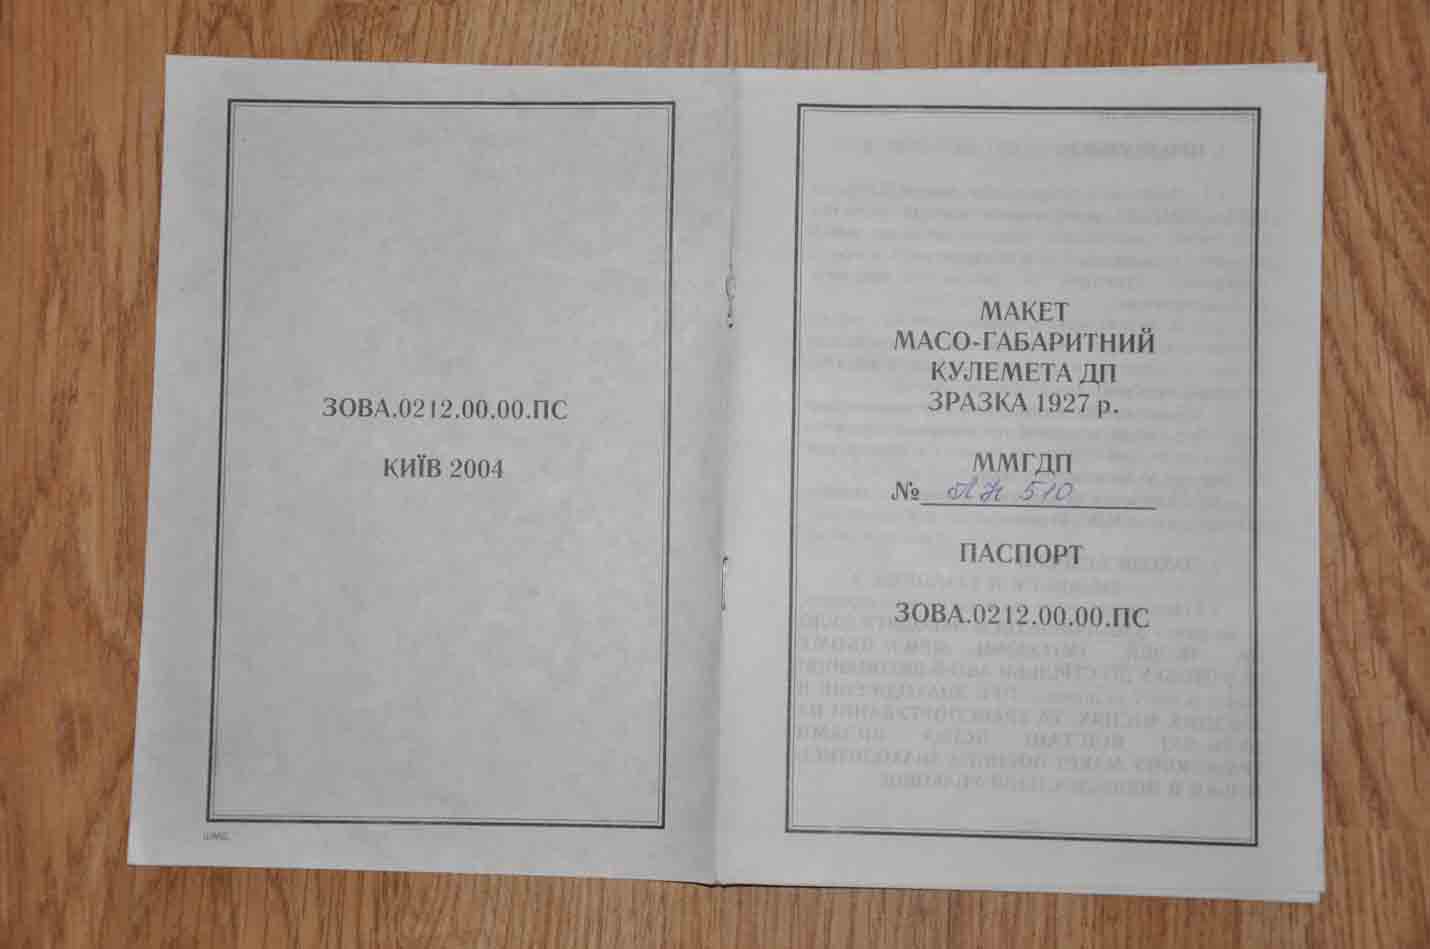 ЗОВА.0212.00.00.ПС
КИЇВ 2004
МАКЕТ
МАСО-ГАБАРИТНИЙ
КУЛЕМЕТА ДП
ЗРАЗКА 1927 р.
ММГДП
№ АН 510
ПАСПОРТ
ЗОВА.0212.00.00.ПС